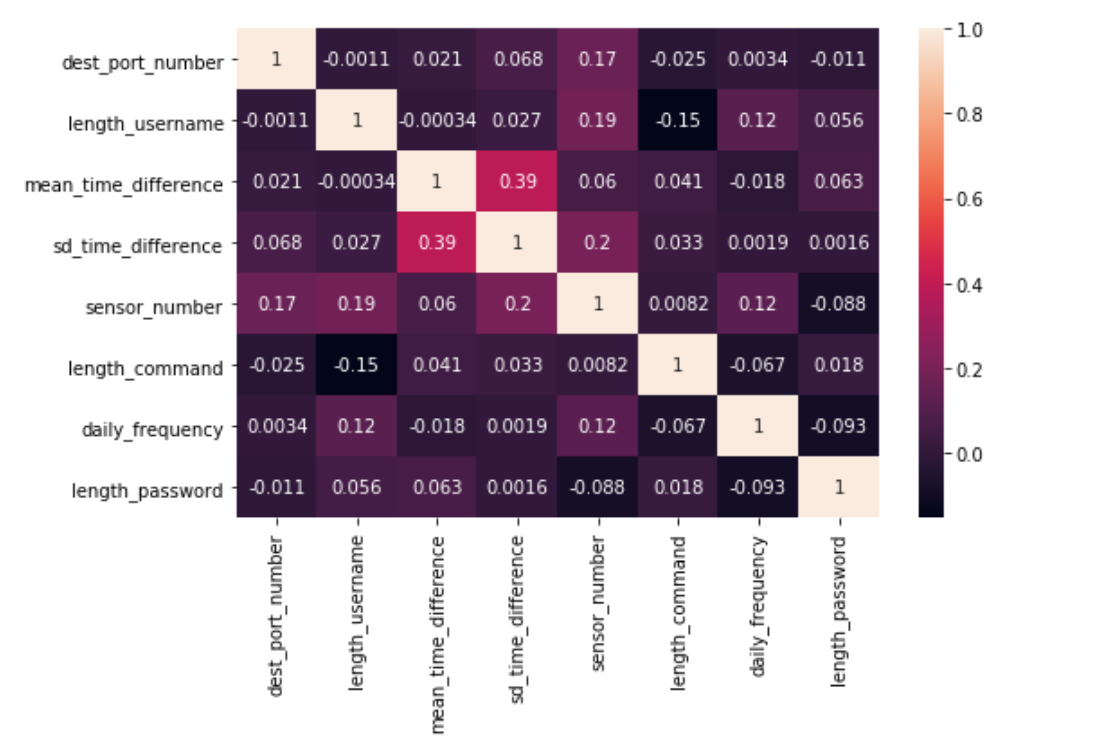 1.0
dest_port_number 1 -0.0011 0.021 0.068 0.17 -0.025 0.0034 -0.011
0.8
length_username -0.0011 1 -0.00034 0.027 0.19 -0.15 0.12 0.056
mean_time_difference 0.021 -0.00034 1 0.39 0.06 0.041 -0.018 0.063
0.6
sd_time_difference 0.068 0.027 0.39 1 0.2 0.033 0.0019 0.0016
0.4
sensor_number 0.17 0.19 0.06 0.2 1 0.0082 0.12 -0.088
length_command -0.025 -0.15 0.041 0.033 0.0082 1 -0.067 0.018
0.2
daily_frequency 0.0034 0.12 -0.018 0.0019 0.12 -0.067 1 -0.093
0.0
length_password -0.011 0.056 0.063 0.0016 -0.088 0.018 -0.093 1
dest_port_number
length_username
mean_time_difference
sd_time_difference
sensor_number
length_command
daily_frequency
length_password